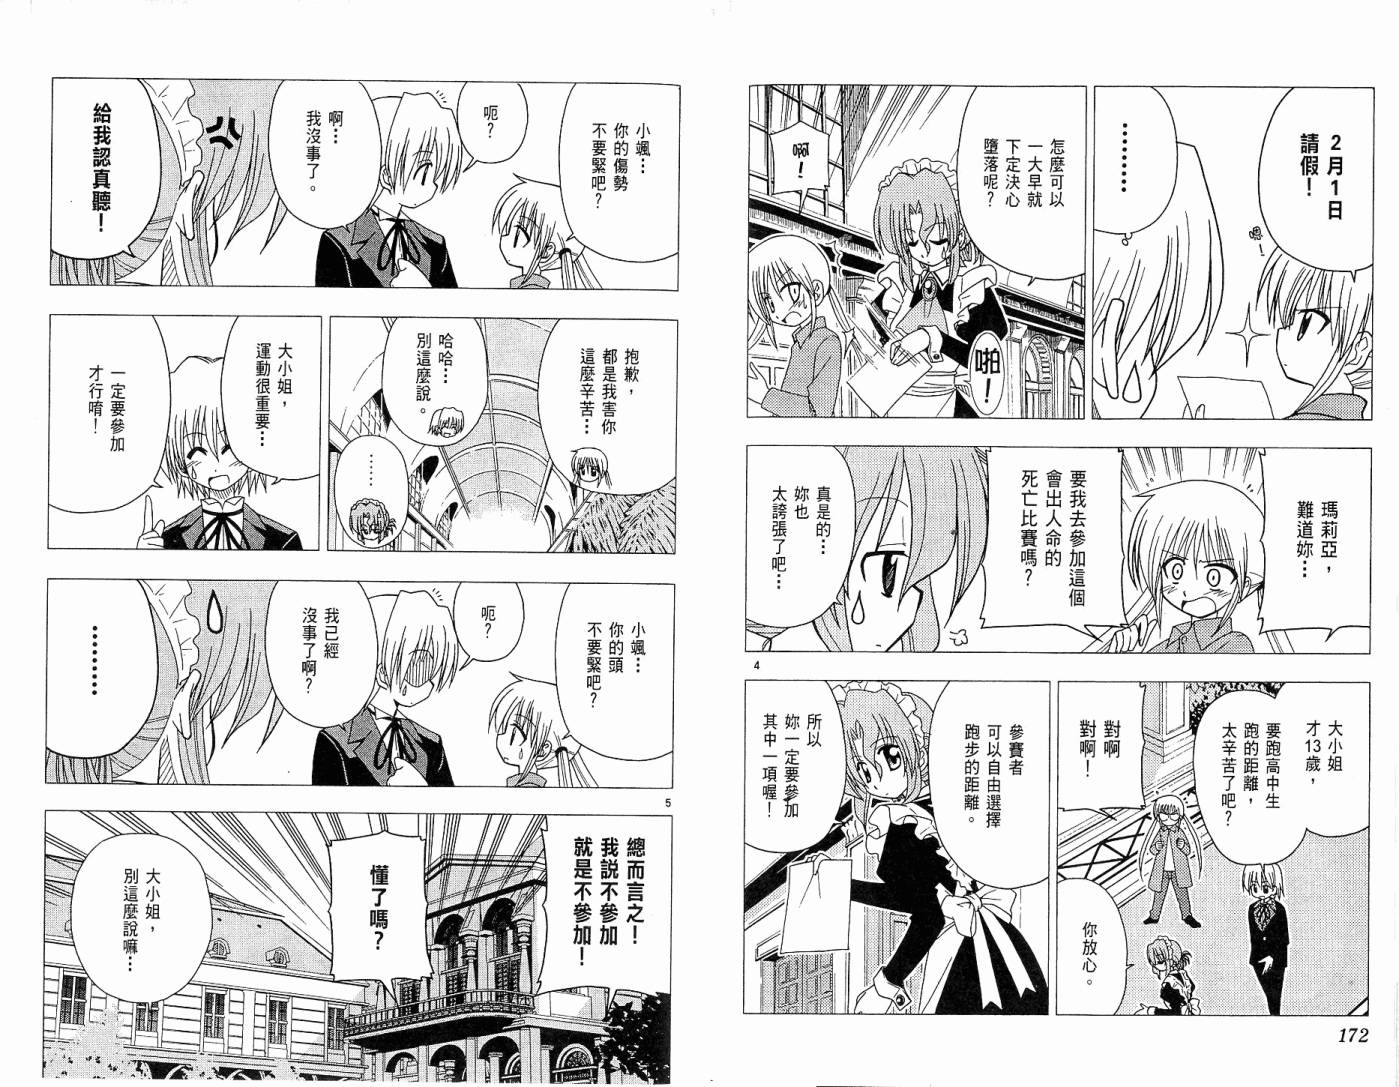 2月1日
請假！
嗯…
………
怎麼可以
一大早就
下定決心
墮落呢？
啊！
啪！
瑪莉亞，
難道妳…
要我去參加這個
會出人命的
死亡比賽嗎？
真是的…
妳也
太誇張了吧…
4
大小姐
才13歲，
要跑高中生
跑的距離，
太辛苦了吧？
對啊
對啊！
你放心。
參賽者
可以自由選擇
跑步的距離。
所以
妳一定要參加
其中一項喔！
172
小颯…
你的傷勢
不要緊吧？
呃？
啊…
我沒事了。
給我認真聽！
抱歉，
都是我害你
這麼辛苦…
哈哈…
別這麼說。
……
大小姐，
運動很重要…
一定要參加
才行唷！
小颯…
你的頭
不要緊吧？
呃？
我已經
沒事了啊？
………
5
總而言之！
我說不參加
就是不參加！
懂了嗎？
大小姐，
別這麼說嘛…